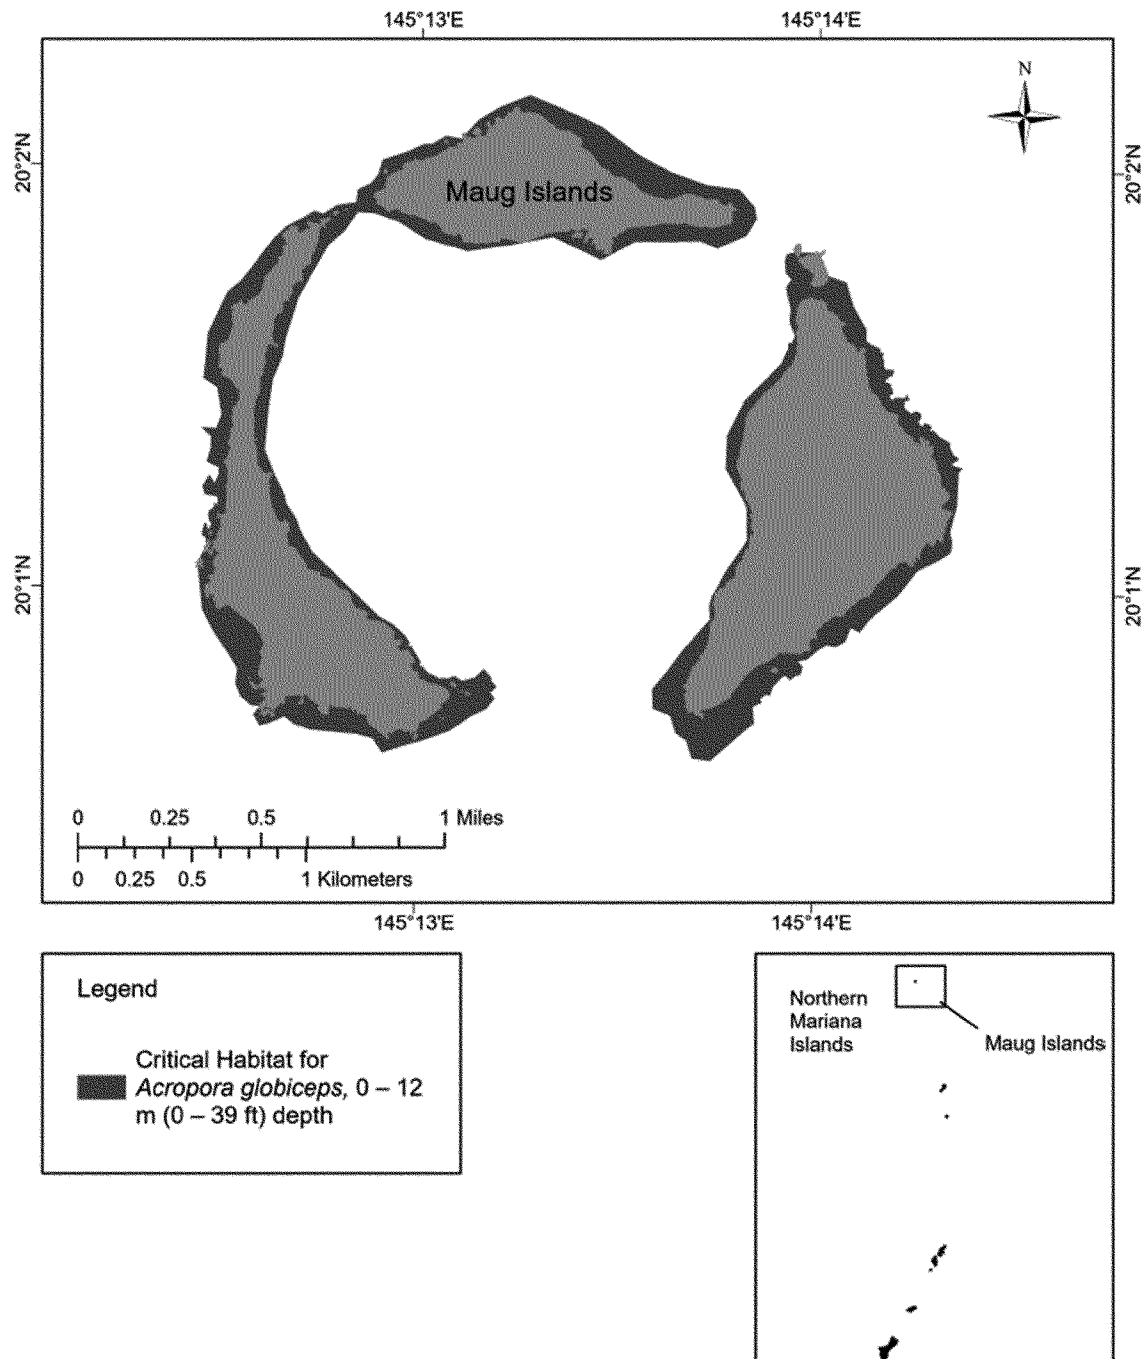 145°13'E 145°14'E
N
20°2'N 20°2'N
Maug Islands
20°1'N 20°1'N
0 0.25 0.5 1 Miles
0 0.25 0.5 1 Kilometers
145°13'E 145°14'E
Legend
Critical Habitat for
Acropora globiceps, 0 – 12
m (0 – 39 ft) depth
Northern
Mariana
Islands
Maug Islands